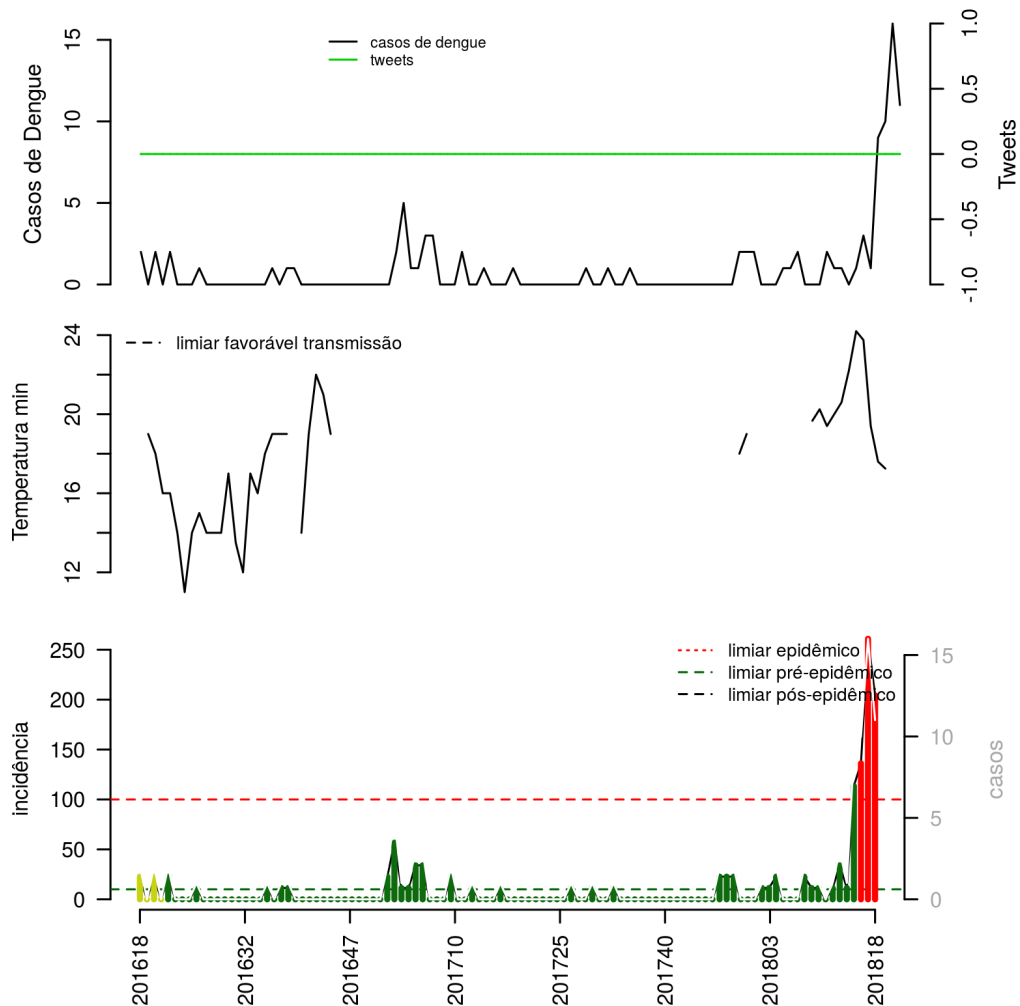 casos de dengue
tweets
Casos de Dengue
0
5
10
15
Tweets
-1.0
-0.5
0.0
0.5
1.0
limiar favorável transmissão
Temperatura min
12
16
20
24
limiar epidêmico
limiar pré-epidêmico
limiar pós-epidêmico
incidência
0
50
100
150
200
250
casos
0
5
10
15
201618
201632
201647
201710
201725
201740
201803
201818